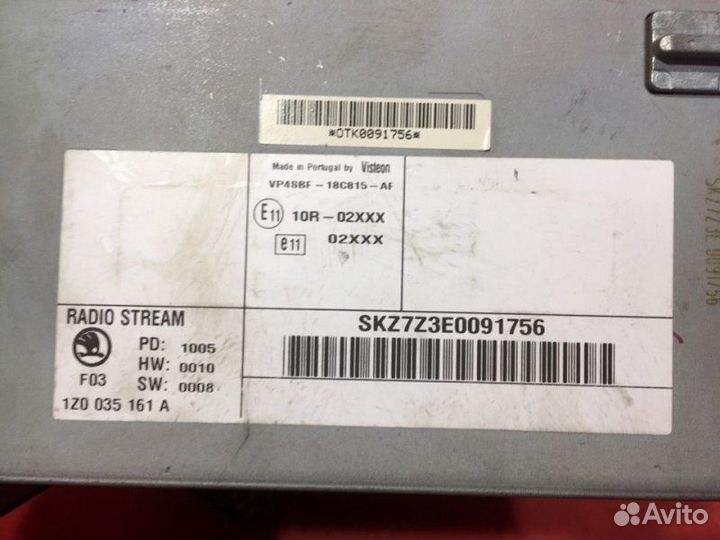 *OTK0091756*
Made in Portugal by Visteon
VP4SBF-18C815-AF
E11 10R-02XXX
e11 02XXX
RADIO STREAM
PD: 1005
HW: 0010
F03
SW: 0008
1Z0 035 161 A
SKZ7Z3E0091756
SKZ7Z3E0091756
Avito